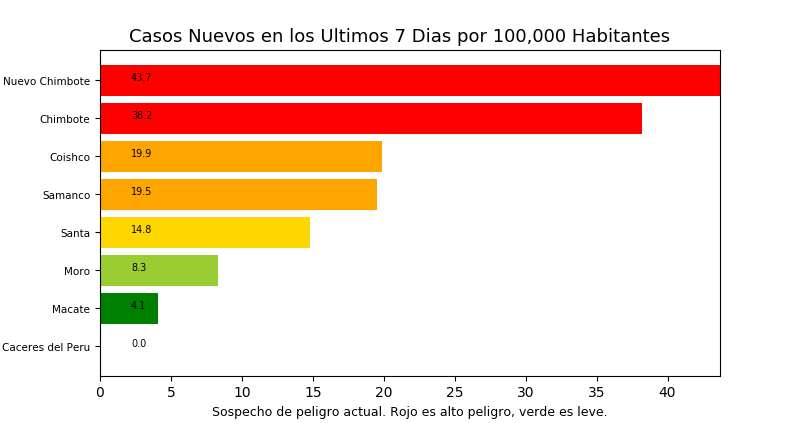 Casos Nuevos en los Ultimos 7 Dias por 100,000 Habitantes
Nuevo Chimbote 43.7
Chimbote 38.2
Coishco 19.9
Samanco 19.5
Santa 14.8
Moro 8.3
Macate 4.1
Caceres del Peru 0.0
0 5 10 15 20 25 30 35 40
Sospecho de peligro actual. Rojo es alto peligro, verde es leve.